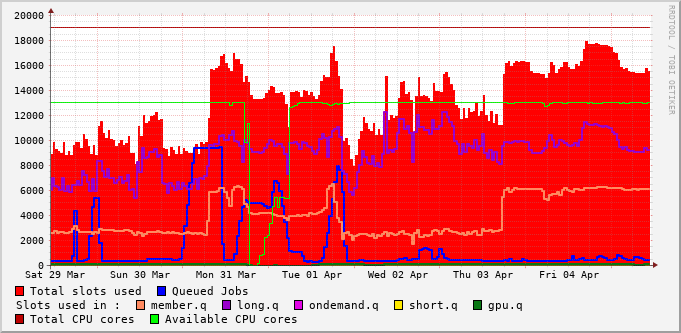 20000
18000
16000
14000
12000
10000
8000
6000
4000
2000
0
Sat 29 Mar Sun 30 Mar Mon 31 Mar Tue 01 Apr Wed 02 Apr Thu 03 Apr Fri 04 Apr
Total slots used Queued Jobs
Slots used in : member.q long.q ondemand.q short.q gpu.q
Total CPU cores Available CPU cores
RRDTOOL / TOBI OETIKER